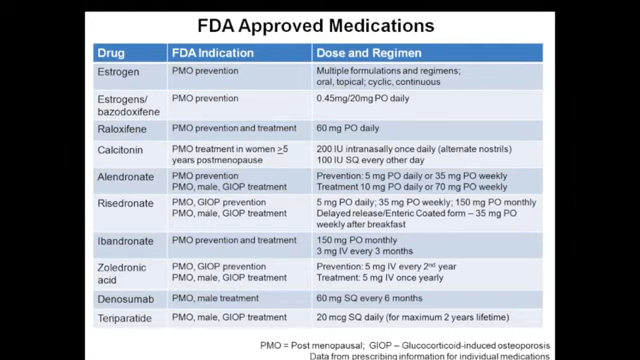 FDA Approved Medications
Drug FDA Indication Dose and Regimen
Estrogen PMO prevention Multiple formulations and regimens;
oral, topical; cyclic, continuous
Estrogens/ PMO prevention 0.45mg/20mg PO daily
bazodoxifene
Raloxifene PMO prevention and treatment 60 mg PO daily
Calcitonin PMO treatment in women >5 200 IU intranasally once daily (alternate nostrils)
years postmenopause 100 IU SQ every other day
Alendronate PMO prevention Prevention: 5 mg PO daily or 35 mg PO weekly
PMO, male, GIOP treatment Treatment 10 mg PO daily or 70 mg PO weekly
Risedronate PMO, GIOP prevention 5 mg PO daily; 35 mg PO weekly; 150 mg PO monthly
PMO, male, GIOP treatment Delayed release/Enteric Coated form – 35 mg PO
weekly after breakfast
Ibandronate PMO prevention and treatment 150 mg PO monthly
3 mg IV every 3 months
Zoledronic PMO, GIOP prevention Prevention: 5 mg IV every 2nd year
acid PMO, male, GIOP treatment Treatment: 5 mg IV once yearly
Denosumab PMO, male treatment 60 mg SQ every 6 months
Teriparatide PMO, male, GIOP treatment 20 mcg SQ daily (for maximum 2 years lifetime)
PMO = Post menopausal; GIOP – Glucocorticoid-induced osteoporosis
Data from prescribing information for individual medications